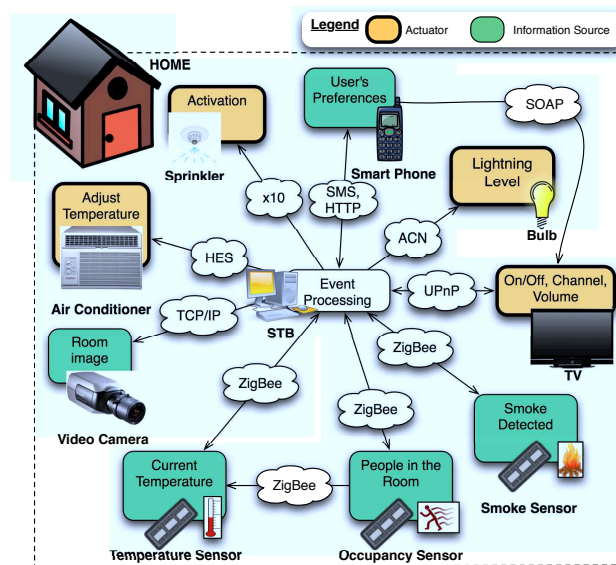 Legend
Actuator
Information Source
HOME
Activation
Sprinkler
User's
Preferences
Smart Phone
SOAP
Adjust
Temperature
Air Conditioner
x10
SMS,
HTTP
Lightning
Level
Bulb
HES
ACN
Event
Processing
STB
UPnP
On/Off, Channel,
Volume
TV
TCP/IP
Room
image
Video Camera
ZigBee
ZigBee
ZigBee
Smoke
Detected
Smoke Sensor
Current
Temperature
Temperature Sensor
ZigBee
People in the
Room
Occupancy Sensor